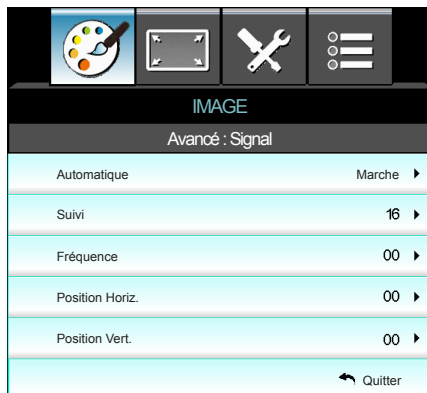 IMAGE
Avancé : Signal
Automatique Marche
Suivi 16
Fréquence 00
Position Horiz. 00
Position Vert. 00
Quitter